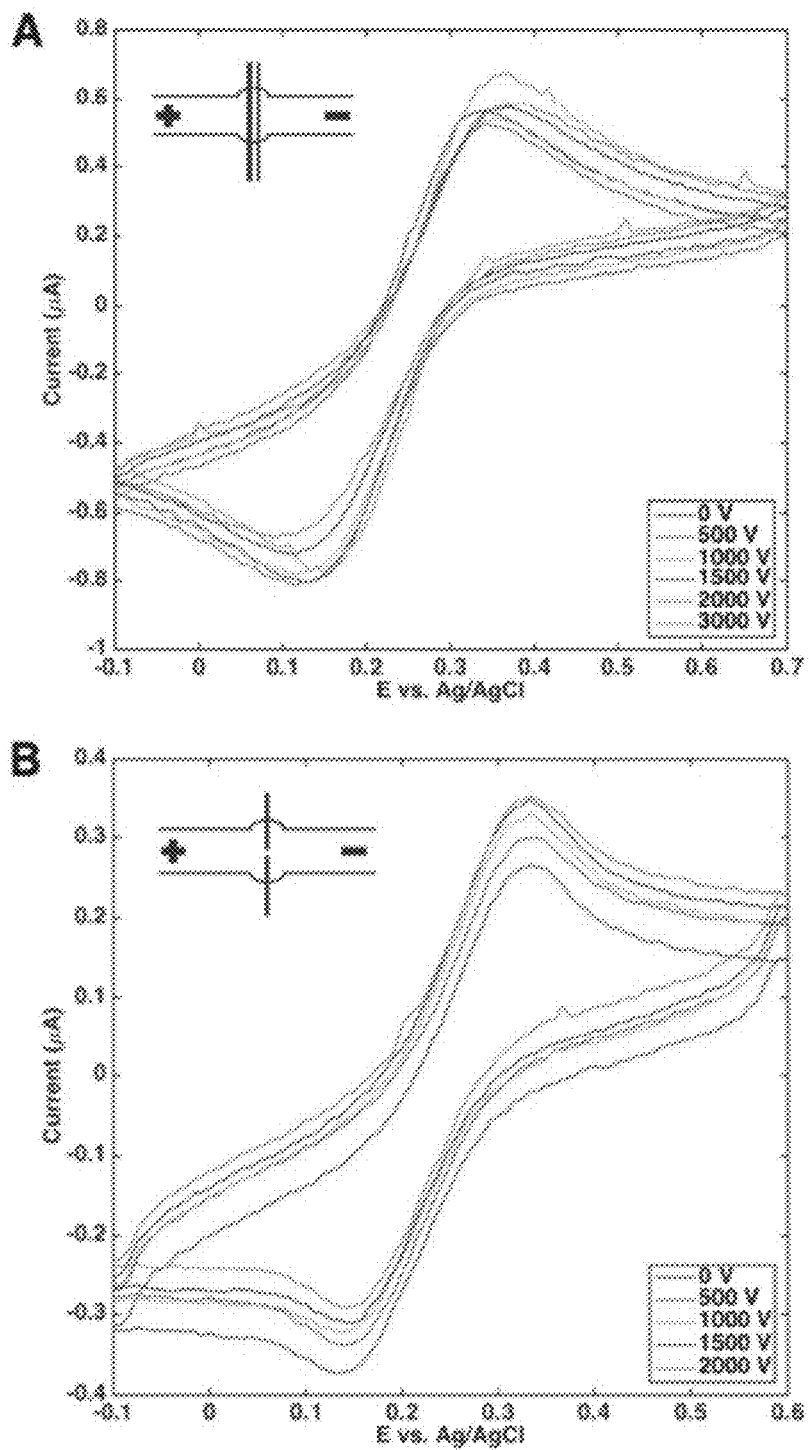 A
0.8
0.6
0.4
0.2
0
-0.2
-0.4
-0.6
-0.8
-1
Current (μA)
+
-
0 V
500 V
1000 V
1500 V
2000 V
3000 V
-0.1 0 0.1 0.2 0.3 0.4 0.5 0.6 0.7
E vs. Ag/AgCl
B
0.4
0.3
0.2
0.1
0
-0.1
-0.2
-0.3
-0.4
Current (μA)
+
-
0 V
500 V
1000 V
1500 V
2000 V
-0.1 0 0.1 0.2 0.3 0.4 0.5 0.6
E vs. Ag/AgCl